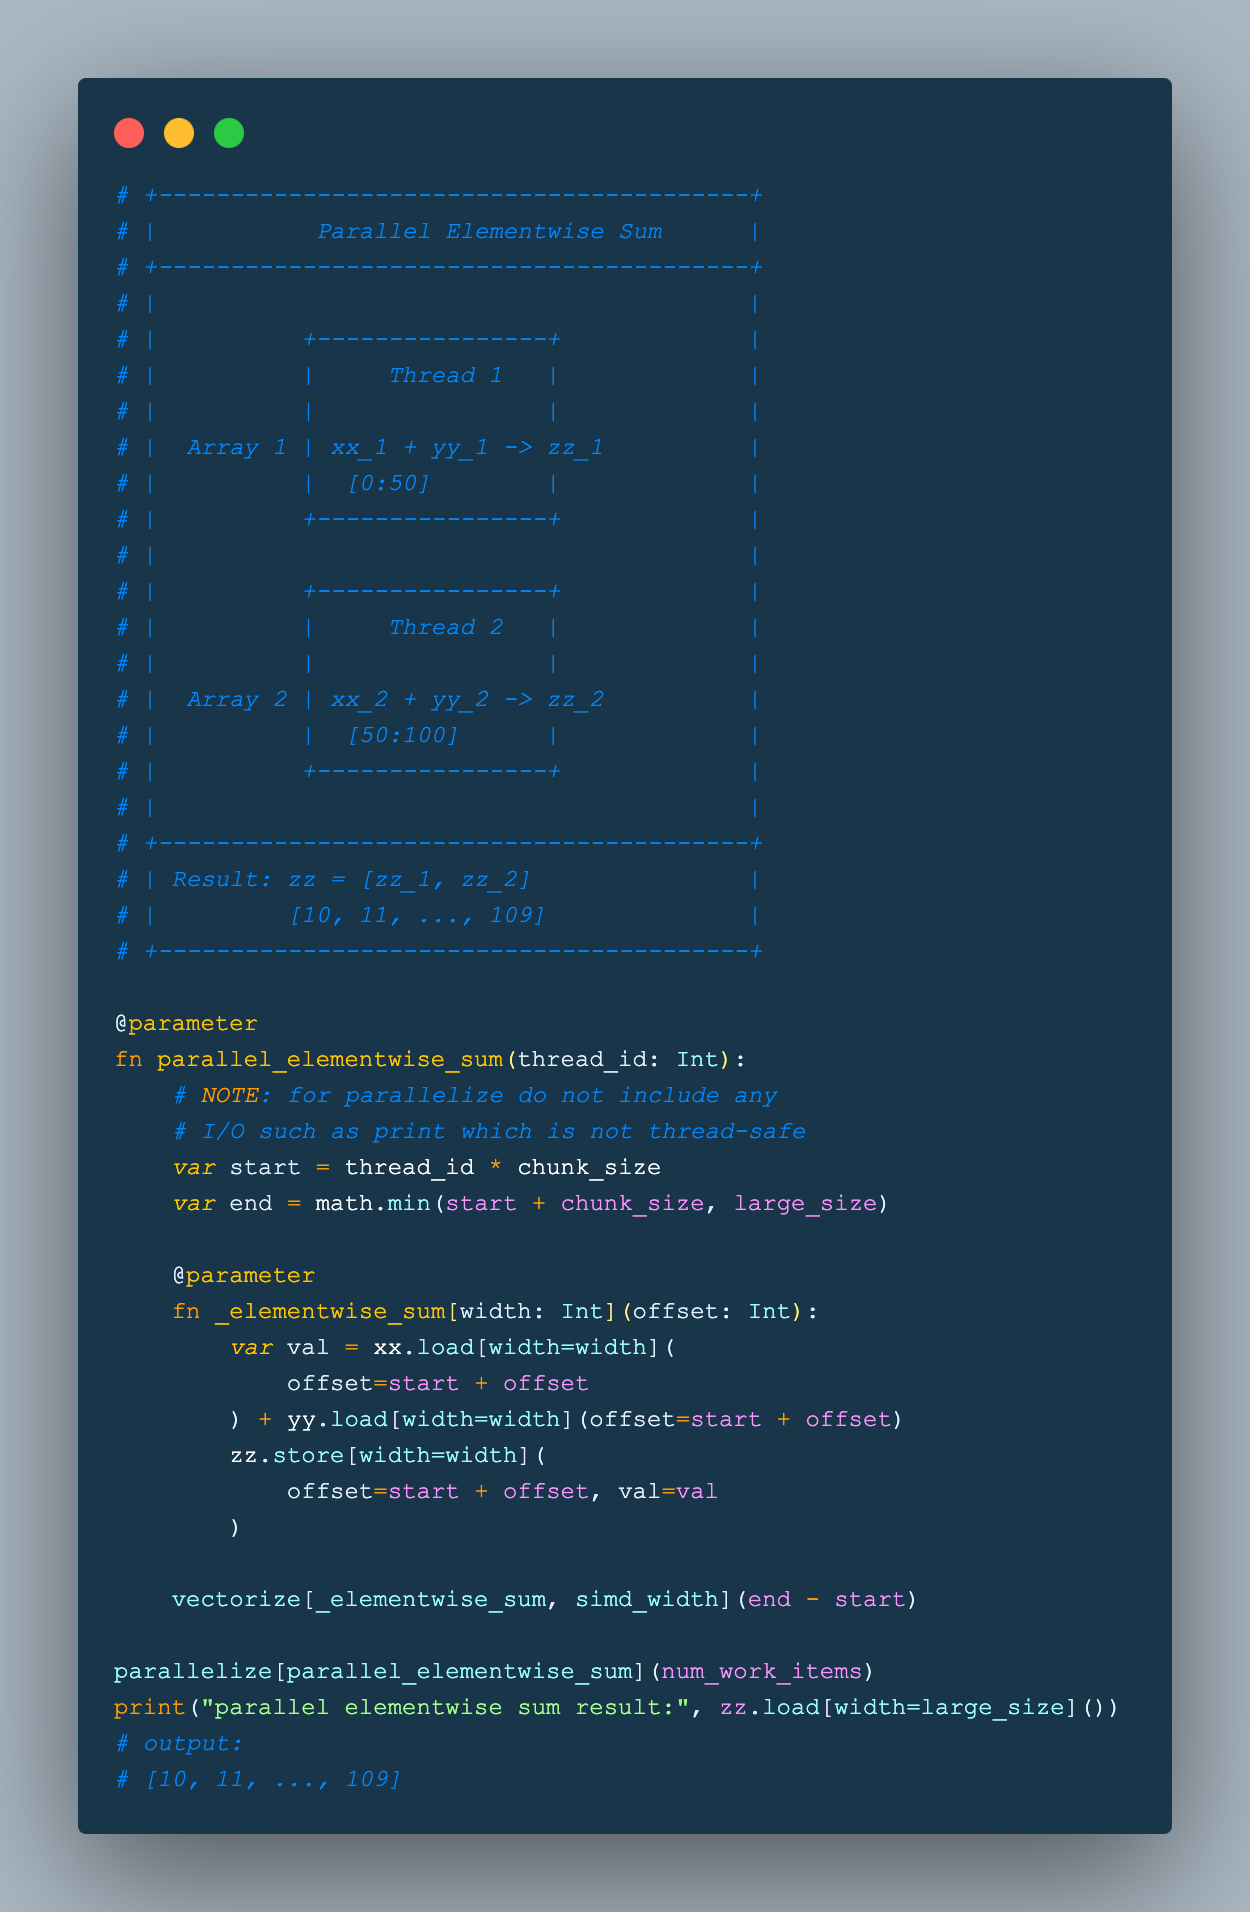 # +-----------------------------------------+
# |           Parallel Elementwise Sum      |
# +-----------------------------------------+
# |                                         |
# |          +----------------+             |
# |          |     Thread 1   |             |
# |          |                |             |
# |  Array 1 | xx_1 + yy_1 -> zz_1          |
# |          |  [0:50]        |             |
# |          +----------------+             |
# |                                         |
# |          +----------------+             |
# |          |     Thread 2   |             |
# |          |                |             |
# |  Array 2 | xx_2 + yy_2 -> zz_2          |
# |          |  [50:100]      |             |
# |          +----------------+             |
# |                                         |
# +-----------------------------------------+
# | Result: zz = [zz_1, zz_2]               |
# |         [10, 11, ..., 109]              |
# +-----------------------------------------+

@parameter
fn parallel_elementwise_sum(thread_id: Int):
    # NOTE: for parallelize do not include any
    # I/O such as print which is not thread-safe
    var start = thread_id * chunk_size
    var end = math.min(start + chunk_size, large_size)

    @parameter
    fn _elementwise_sum[width: Int](offset: Int):
        var val = xx.load[width=width](
            offset=start + offset
        ) + yy.load[width=width](offset=start + offset)
        zz.store[width=width](
            offset=start + offset, val=val
        )

    vectorize[_elementwise_sum, simd_width](end - start)

parallelize[parallel_elementwise_sum](num_work_items)
print("parallel elementwise sum result:", zz.load[width=large_size]())
# output:
# [10, 11, ..., 109]